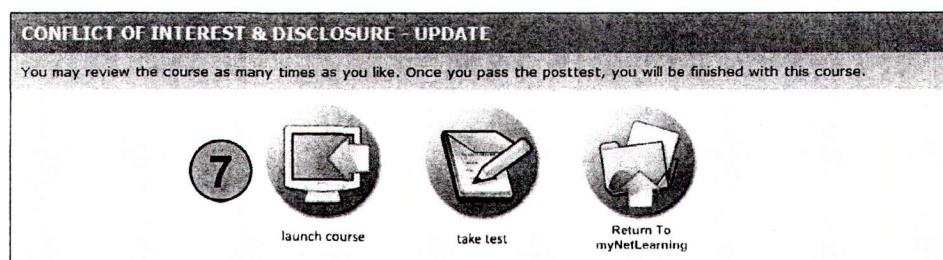 CONFLICT OF INTEREST & DISCLOSURE - UPDATE
You may review the course as many times as you like. Once you pass the posttest, you will be finished with this course.
7
launch course
take test
Return To
myNetLearning